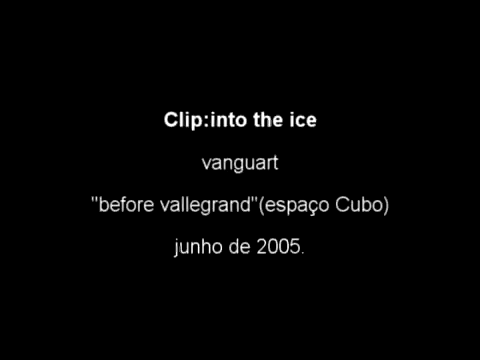 Clip:into the ice
vanguart
"before vallegrand"(espaço Cubo)
junho de 2005.